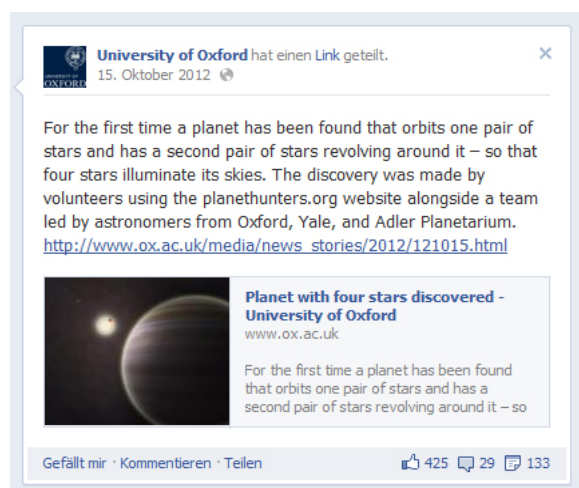 University of Oxford hat einen Link geteilt.
15. Oktober 2012
UNIVERSITY OF
OXFORD
For the first time a planet has been found that orbits one pair of
stars and has a second pair of stars revolving around it – so that
four stars illuminate its skies. The discovery was made by
volunteers using the planethunters.org website alongside a team
led by astronomers from Oxford, Yale, and Adler Planetarium.
http://www.ox.ac.uk/media/news_stories/2012/121015.html
Planet with four stars discovered -
University of Oxford
www.ox.ac.uk
For the first time a planet has been found
that orbits one pair of stars and has a
second pair of stars revolving around it – so
Gefällt mir · Kommentieren · Teilen 425 29 133